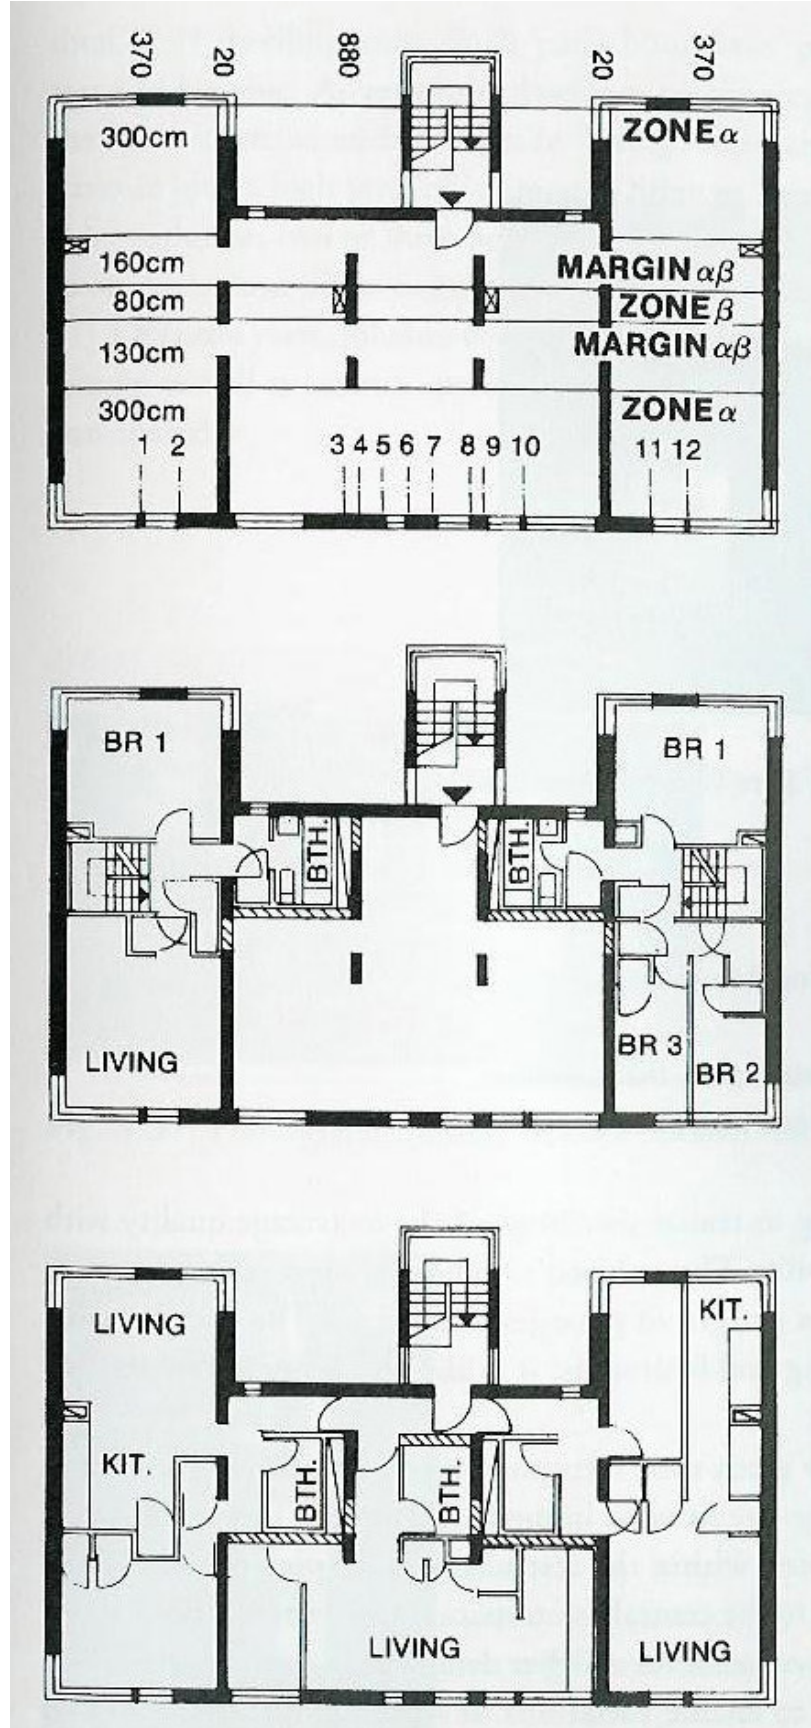 370 20 880 20 370
300cm ZONE α
160cm MARGIN αβ
80cm ZONE β
130cm MARGIN αβ
300cm ZONE α
1 2 3 4 5 6 7 8 9 10 11 12
BR 1 BR 1
BTH. BTH.
LIVING BR 3 BR 2
LIVING KIT.
KIT. BTH. BTH.
LIVING LIVING